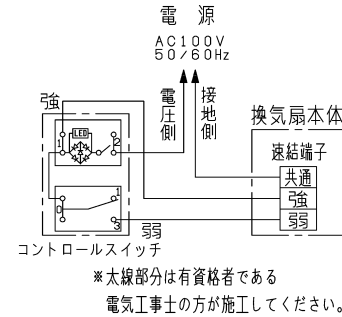 電 源
AC100V
50/60Hz
強
電圧側
接地側
換気扇本体
速結端子
共通
強
弱
LED
1
2
1
0
3
弱
コントロールスイッチ
※太線部分は有資格者である
電気工事士の方が施工してください。